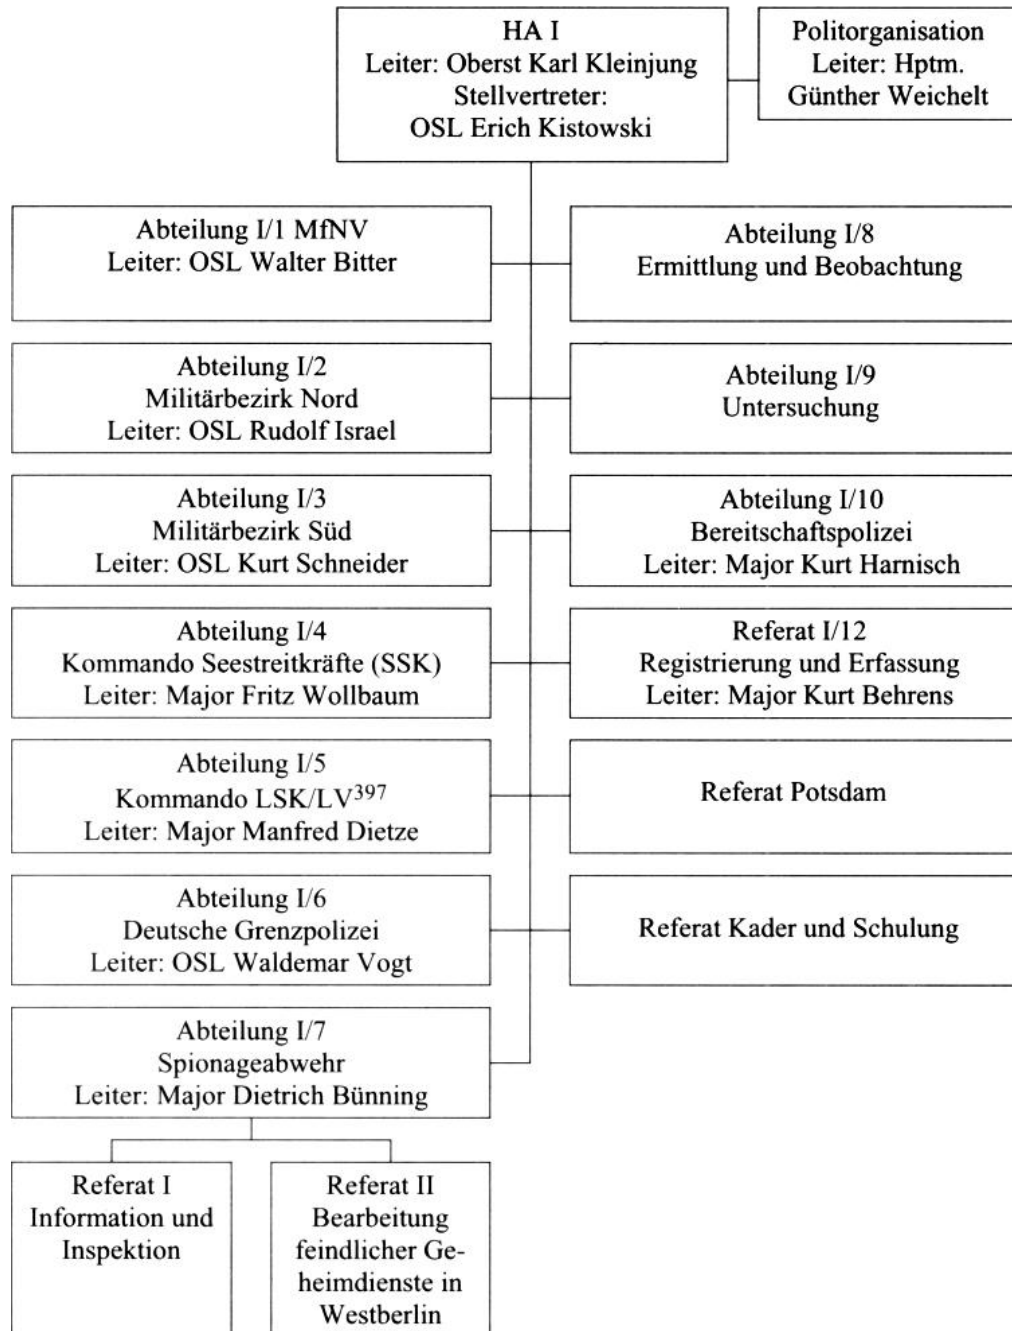 HA I
Leiter: Oberst Karl Kleinjung
Stellvertreter:
OSL Erich Kistowski
Politorganisation
Leiter: Hptm.
Günther Weichelt
Abteilung I/1 MfNV
Leiter: OSL Walter Bitter
Abteilung I/8
Ermittlung und Beobachtung
Abteilung I/2
Militärbezirk Nord
Leiter: OSL Rudolf Israel
Abteilung I/9
Untersuchung
Abteilung I/3
Militärbezirk Süd
Leiter: OSL Kurt Schneider
Abteilung I/10
Bereitschaftspolizei
Leiter: Major Kurt Harnisch
Abteilung I/4
Kommando Seestreitkräfte (SSK)
Leiter: Major Fritz Wollbaum
Referat I/12
Registrierung und Erfassung
Leiter: Major Kurt Behrens
Abteilung I/5
Kommando LSK/LV³⁹⁷
Leiter: Major Manfred Dietze
Referat Potsdam
Abteilung I/6
Deutsche Grenzpolizei
Leiter: OSL Waldemar Vogt
Referat Kader und Schulung
Abteilung I/7
Spionageabwehr
Leiter: Major Dietrich Bünning
Referat I
Information und
Inspektion
Referat II
Bearbeitung
feindlicher Ge-
heimdienste in
Westberlin